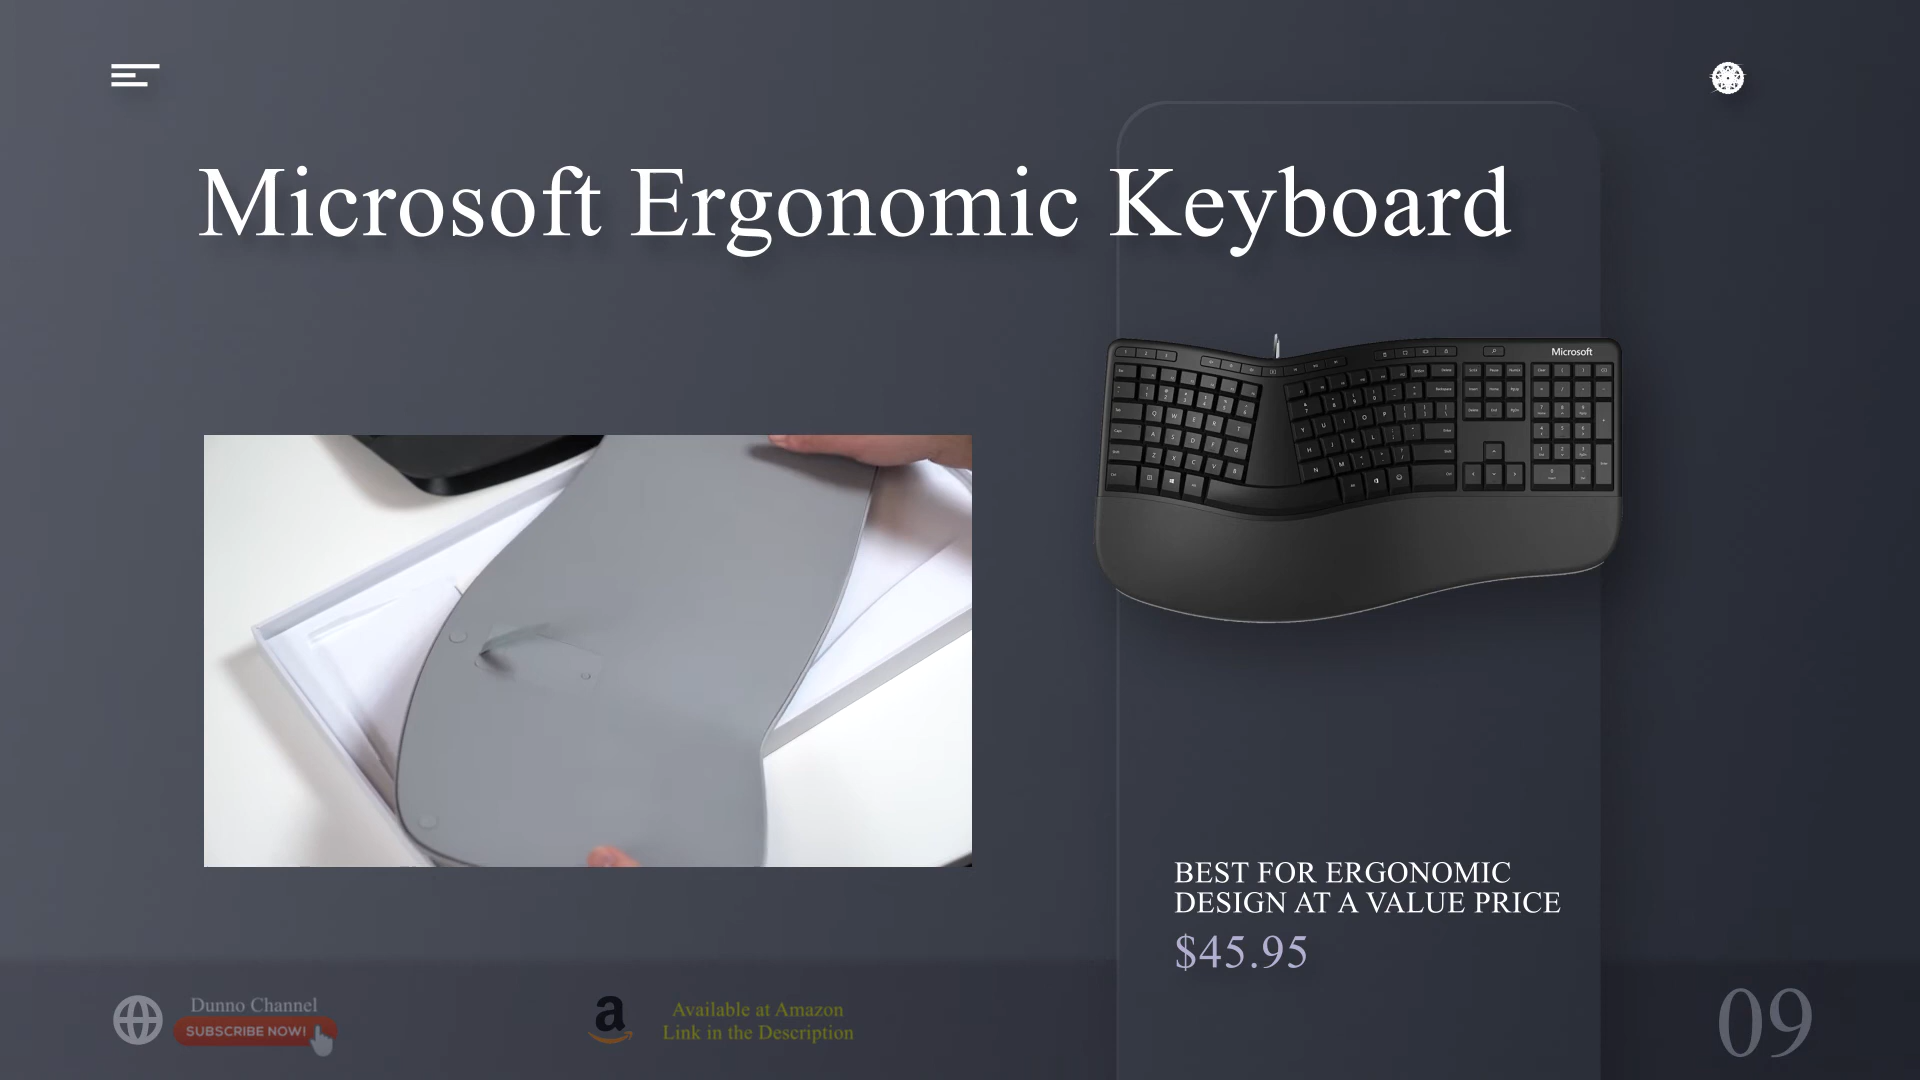 Microsoft Ergonomic Keyboard
Microsoft
BEST FOR ERGONOMIC
DESIGN AT A VALUE PRICE
$45.95
Dunno Channel
SUBSCRIBE NOW!
a
Available at Amazon
Link in the Description
09